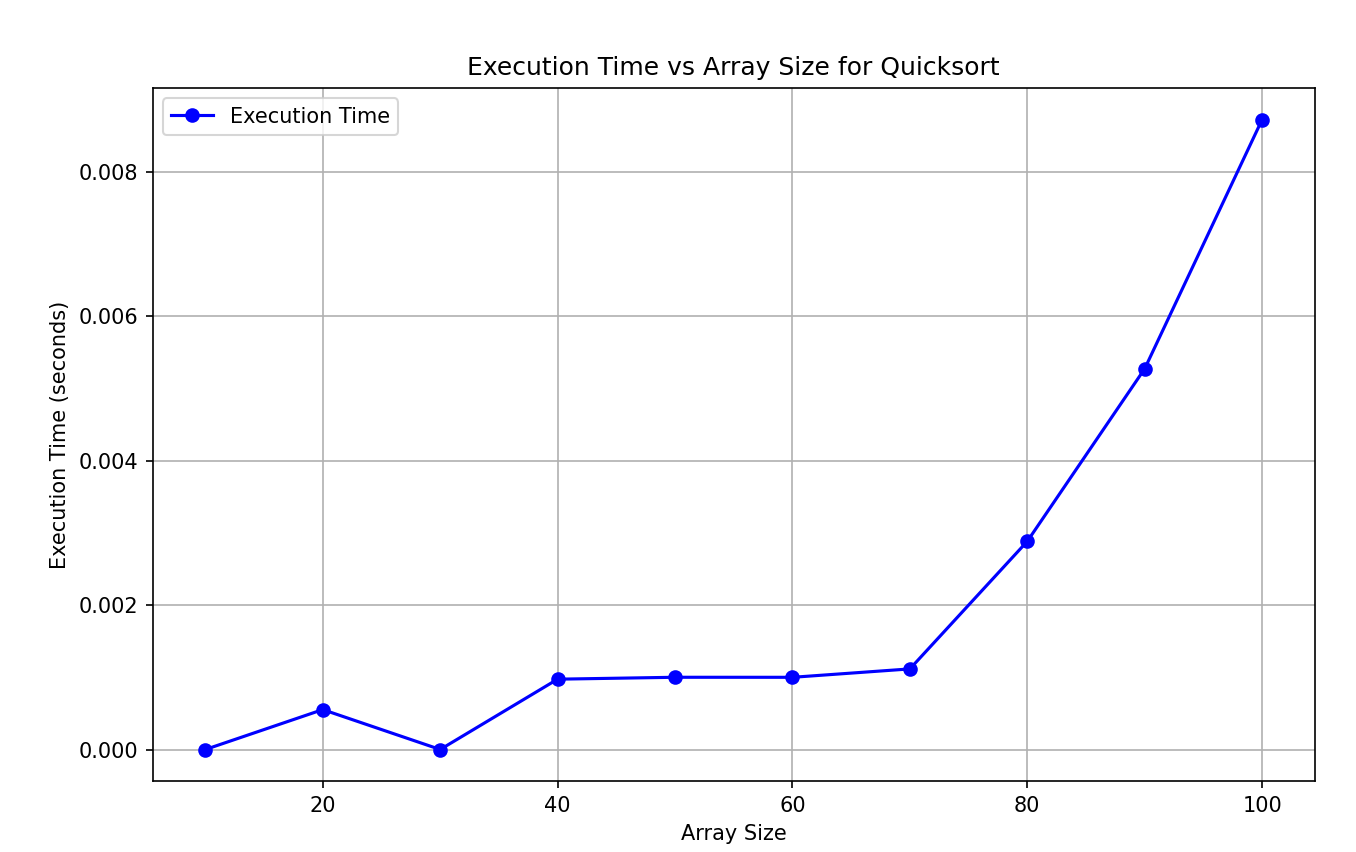 Execution Time vs Array Size for Quicksort
Execution Time
0.008
0.006
0.004
0.002
0.000
Execution Time (seconds)
20 40 60 80 100
Array Size